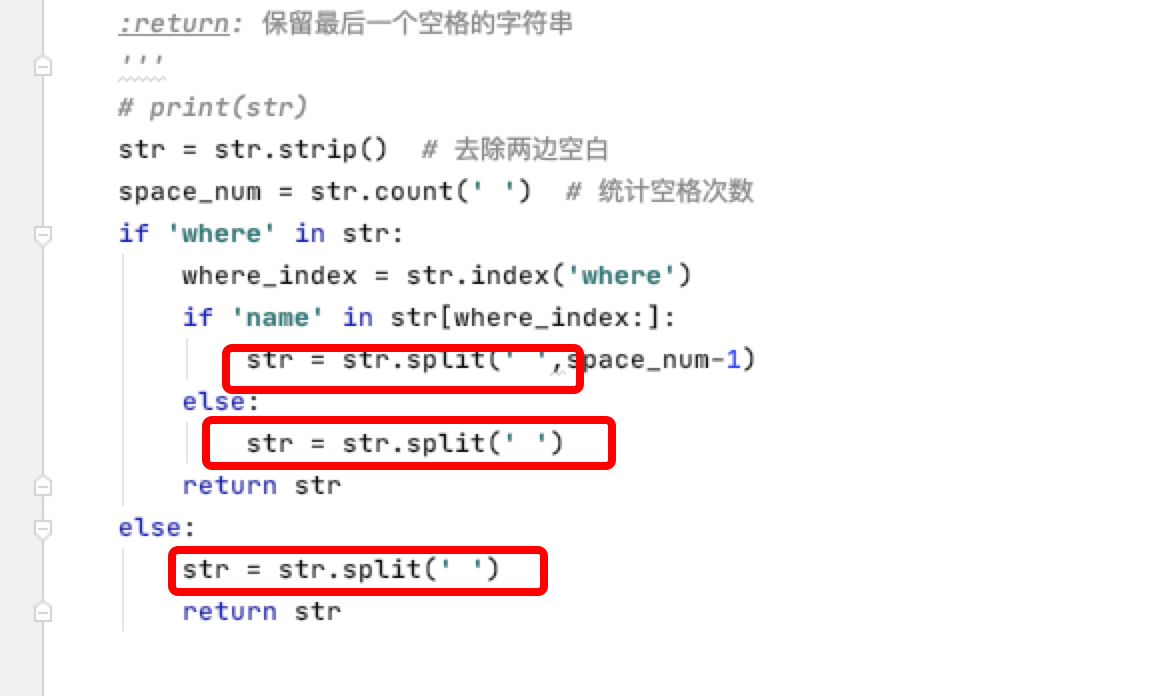 :return: 保留最后一个空格的字符串
'''
# print(str)
str = str.strip()  # 去除两边空白
space_num = str.count(' ')  # 统计空格次数
if 'where' in str:
    where_index = str.index('where')
    if 'name' in str[where_index:]:
        str = str.split(' ',space_num-1)
    else:
        str = str.split(' ')
    return str
else:
    str = str.split(' ')
    return str